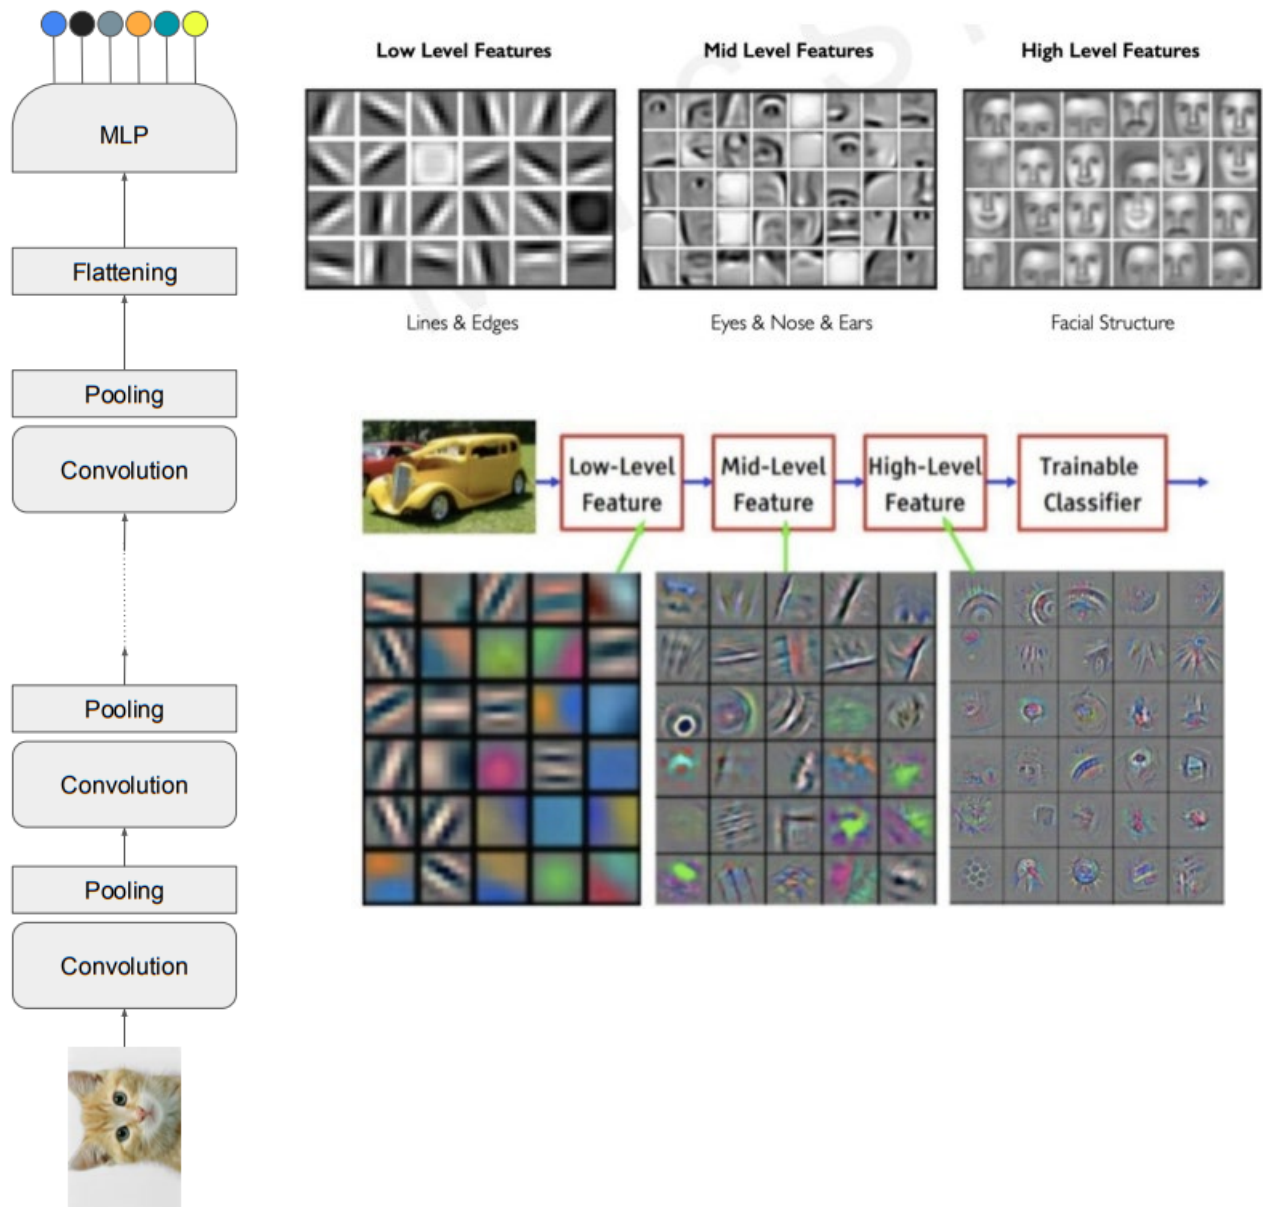 MLP
Flattening
Pooling
Convolution
Pooling
Convolution
Pooling
Convolution
Low Level Features
Mid Level Features
High Level Features
Lines & Edges
Eyes & Nose & Ears
Facial Structure
Low-Level
Feature
Mid-Level
Feature
High-Level
Feature
Trainable
Classifier